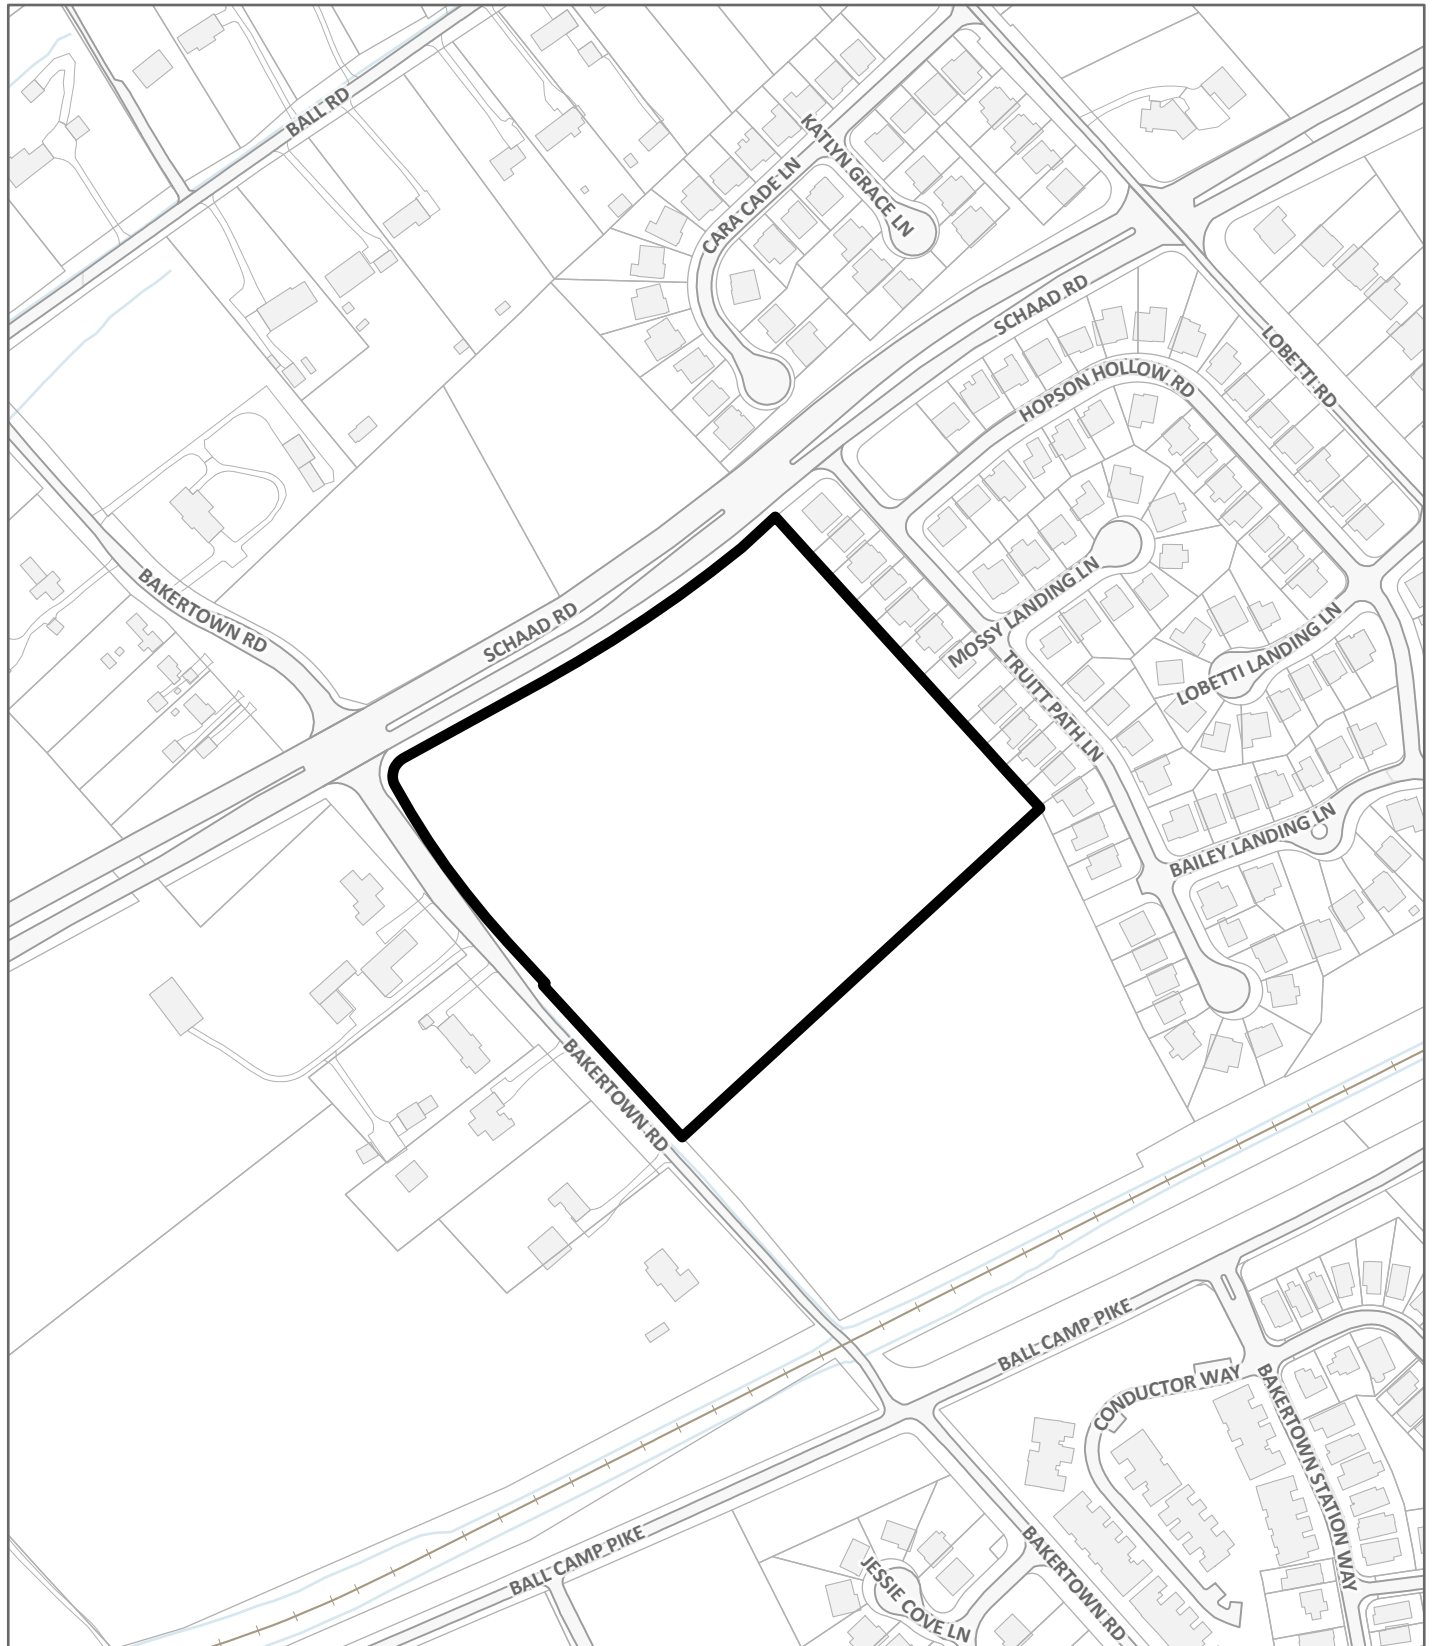 BALL RD
KATLYN GRACE LN
CARA CADE LN
SCHAAD RD
LOBETTI RD
HOPSON HOLLOW RD
BAKERTOWN RD
SCHAAD RD
MOSSY LANDING LN
LOBETTI LANDING LN
TRUITT PATH LN
BAILEY LANDING LN
BAKERTOWN RD
BALL CAMP PIKE
CONDUCTOR WAY
BAKERTOWN STATION WAY
BALL CAMP PIKE
JESSIE COVE LN
BAKERTOWN RD